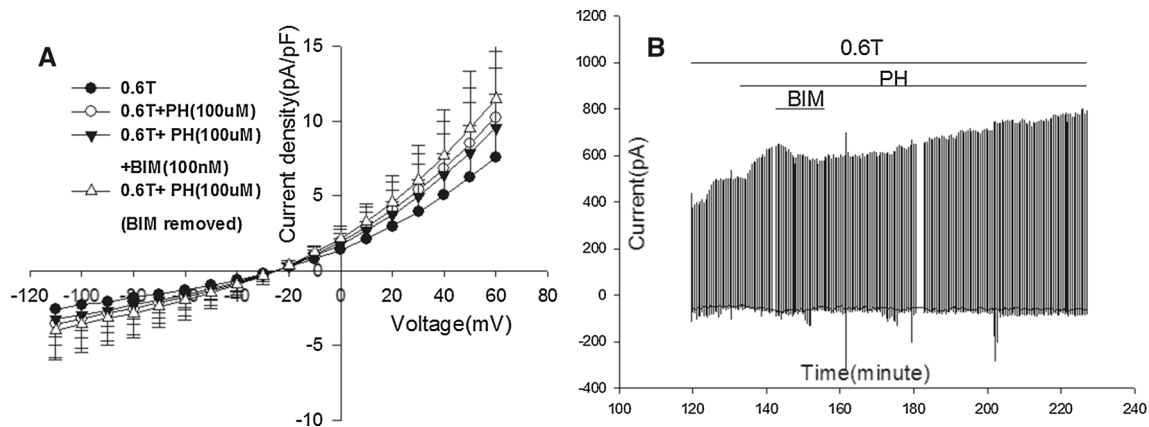 A
0.6T
0.6T+PH(100uM)
0.6T+ PH(100uM)
+BIM(100nM)
0.6T+ PH(100uM)
(BIM removed)
Current density(pA/pF)
15
10
5
0
-5
-10
-120 -100 -80 -60 -40 -20 0 20 40 60 80
Voltage(mV)
B
0.6T
PH
BIM
Current(pA)
1200
1000
800
600
400
200
0
-200
-400
Time(minute)
100 120 140 160 180 200 220 240